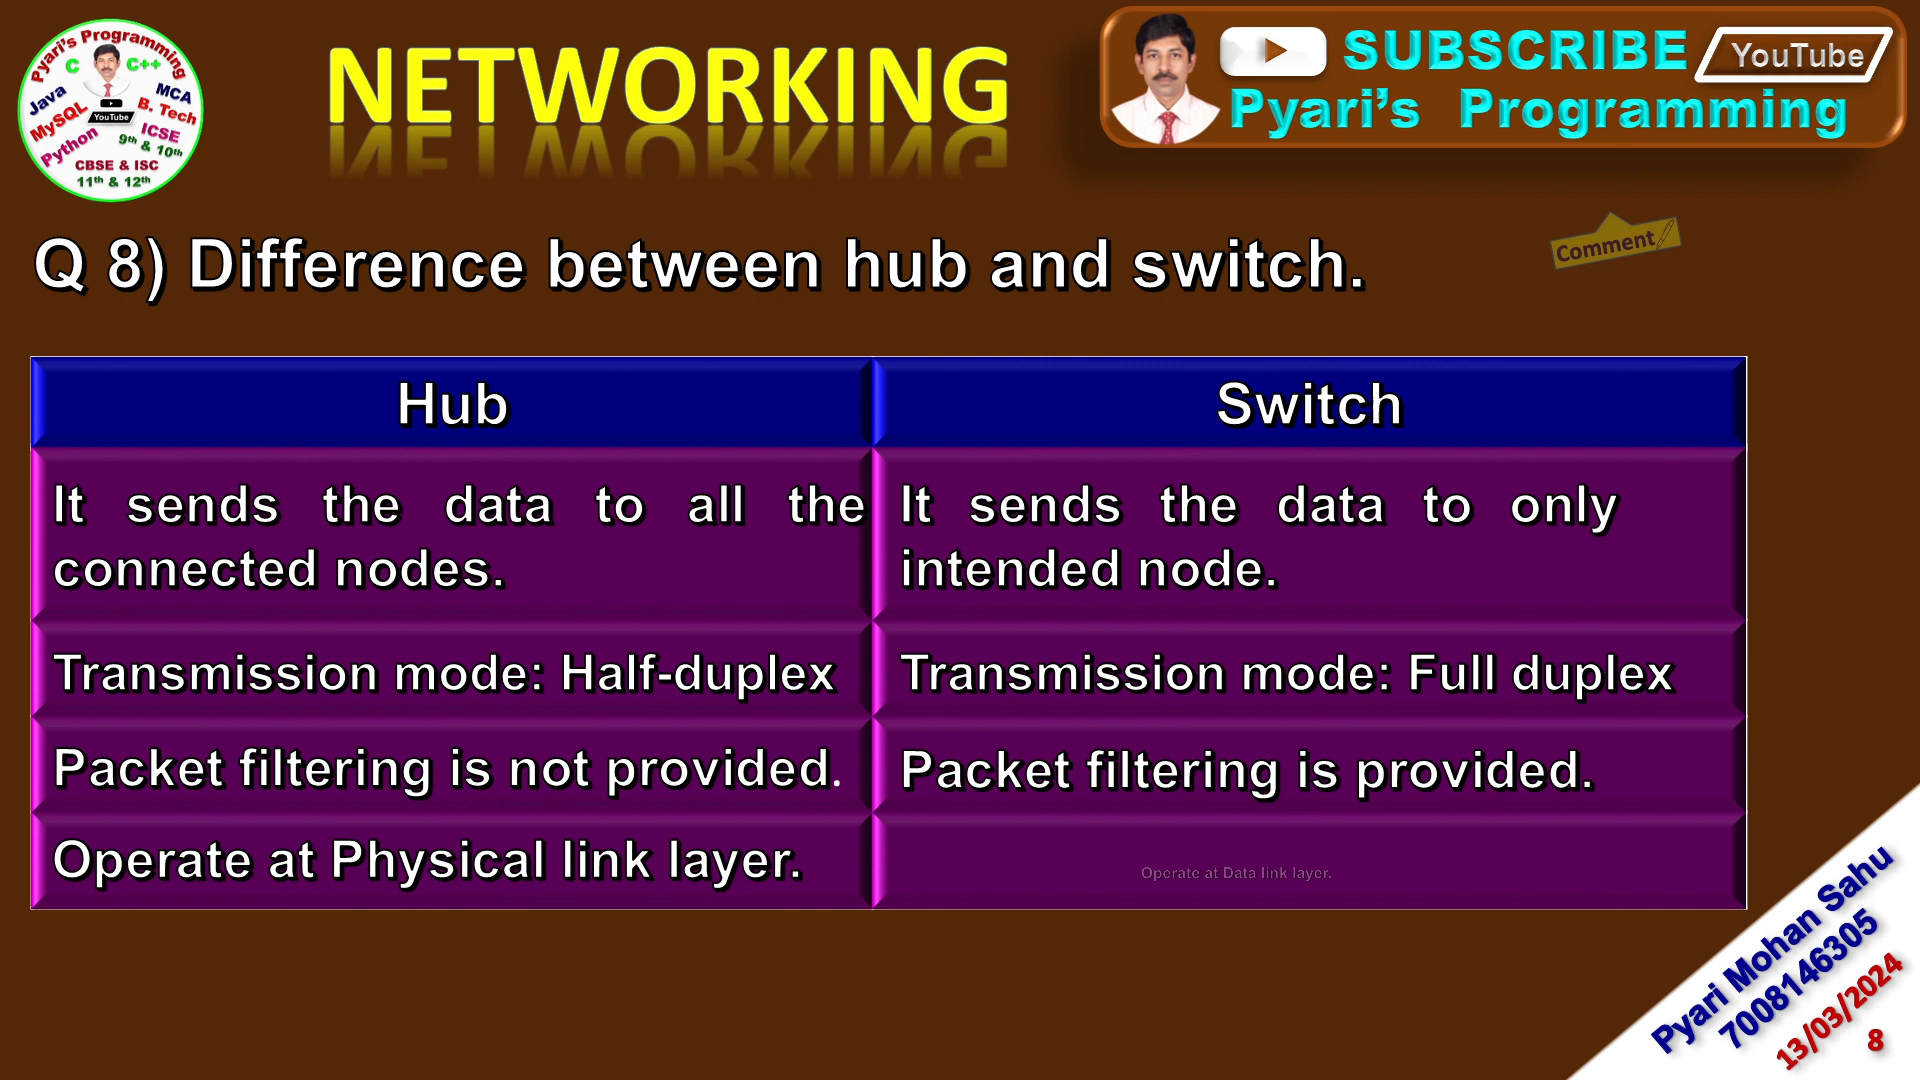 Pyari's Programming
C
C++
Java
MCA
MySQL
B. Tech
YouTube
Python
ICSE
9th & 10th
CBSE & ISC
11th & 12th
NETWORKING
SUBSCRIBE YouTube
Pyari's Programming
Q 8) Difference between hub and switch.
Comment
Hub
Switch
It sends the data to all the
connected nodes.
It sends the data to only
intended node.
Transmission mode: Half-duplex
Transmission mode: Full duplex
Packet filtering is not provided.
Packet filtering is provided.
Operate at Physical link layer.
Operate at Data link layer.
Pyari Mohan Sahu
7008146305
13/03/2024
8